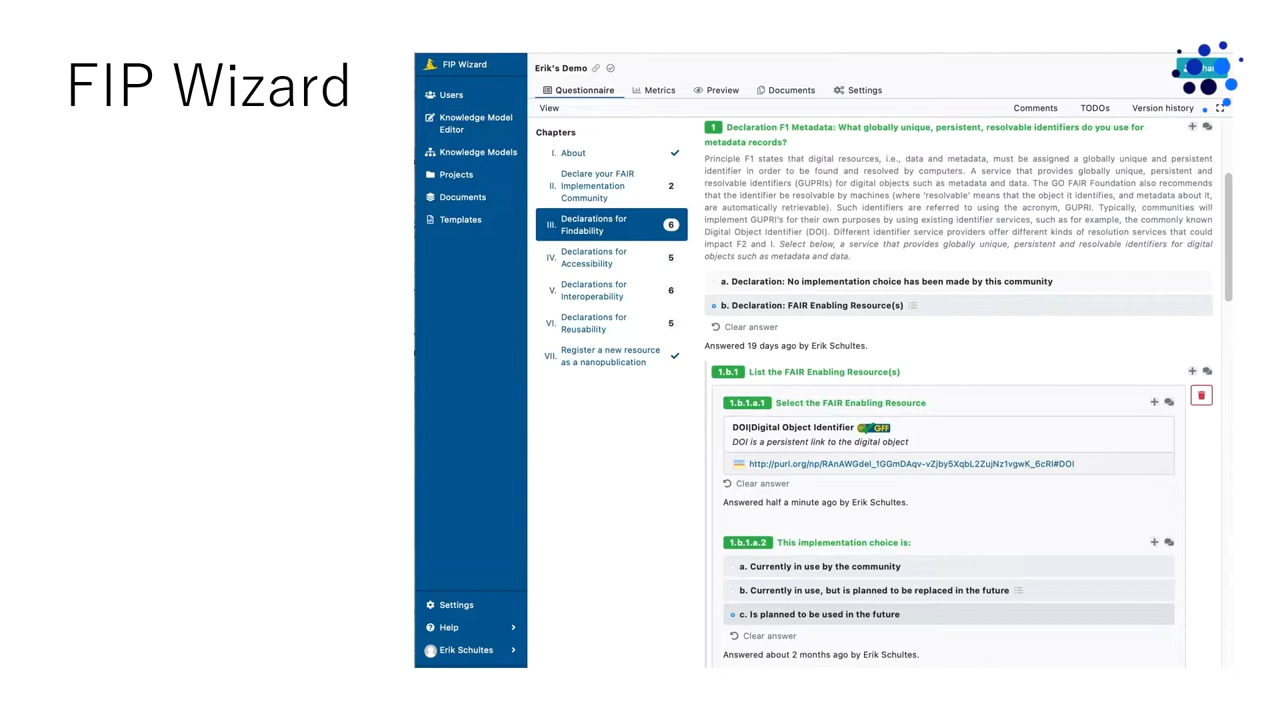 FIP Wizard
FIP Wizard
Users
Knowledge Model
Editor
Knowledge Models
Projects
Documents
Templates
Settings
Help
Erik Schultes
Erik's Demo
Questionnaire
Metrics
Preview
Documents
Settings
View
Comments
TODOs
Version history
Chapters
I. About
II. Declare your FAIR
Implementation
Community
2
III. Declarations for
Findability
6
IV. Declarations for
Accessibility
5
V. Declarations for
Interoperability
6
VI. Declarations for
Reusability
5
VII. Register a new resource
as a nanopublication
1 Declaration F1 Metadata: What globally unique, persistent, resolvable identifiers do you use for
metadata records?
Principle F1 states that digital resources, i.e., data and metadata, must be assigned a globally unique and persistent
identifier in order to be found and resolved by computers. A service that provides globally unique, persistent and
resolvable identifiers (GUPRIs) for digital objects such as metadata and data. The GO FAIR Foundation also recommends
that the identifier be resolvable by machines (where 'resolvable' means that the object it identifies, and metadata about it,
are automatically retrievable). Such identifiers are referred to using the acronym, GUPRI. Typically, communities will
implement GUPRI's for their own purposes by using existing identifier services, such as for example, the commonly known
Digital Object Identifier (DOI). Different identifier service providers offer different kinds of resolution services that could
impact F2 and I. Select below, a service that provides globally unique, persistent and resolvable identifiers for digital
objects such as metadata and data.
a. Declaration: No implementation choice has been made by this community
b. Declaration: FAIR Enabling Resource(s)
Clear answer
Answered 19 days ago by Erik Schultes.
1.b.1 List the FAIR Enabling Resource(s)
1.b.1.a.1 Select the FAIR Enabling Resource
DOI|Digital Object Identifier GFF
DOI is a persistent link to the digital object
http://purl.org/np/RAnAWGdeI_1GGmDAqv-vZjby5XqbL2ZujNz1vgwK_6cRI#DOI
Clear answer
Answered half a minute ago by Erik Schultes.
1.b.1.a.2 This implementation choice is:
a. Currently in use by the community
b. Currently in use, but is planned to be replaced in the future
c. Is planned to be used in the future
Clear answer
Answered about 2 months ago by Erik Schultes.